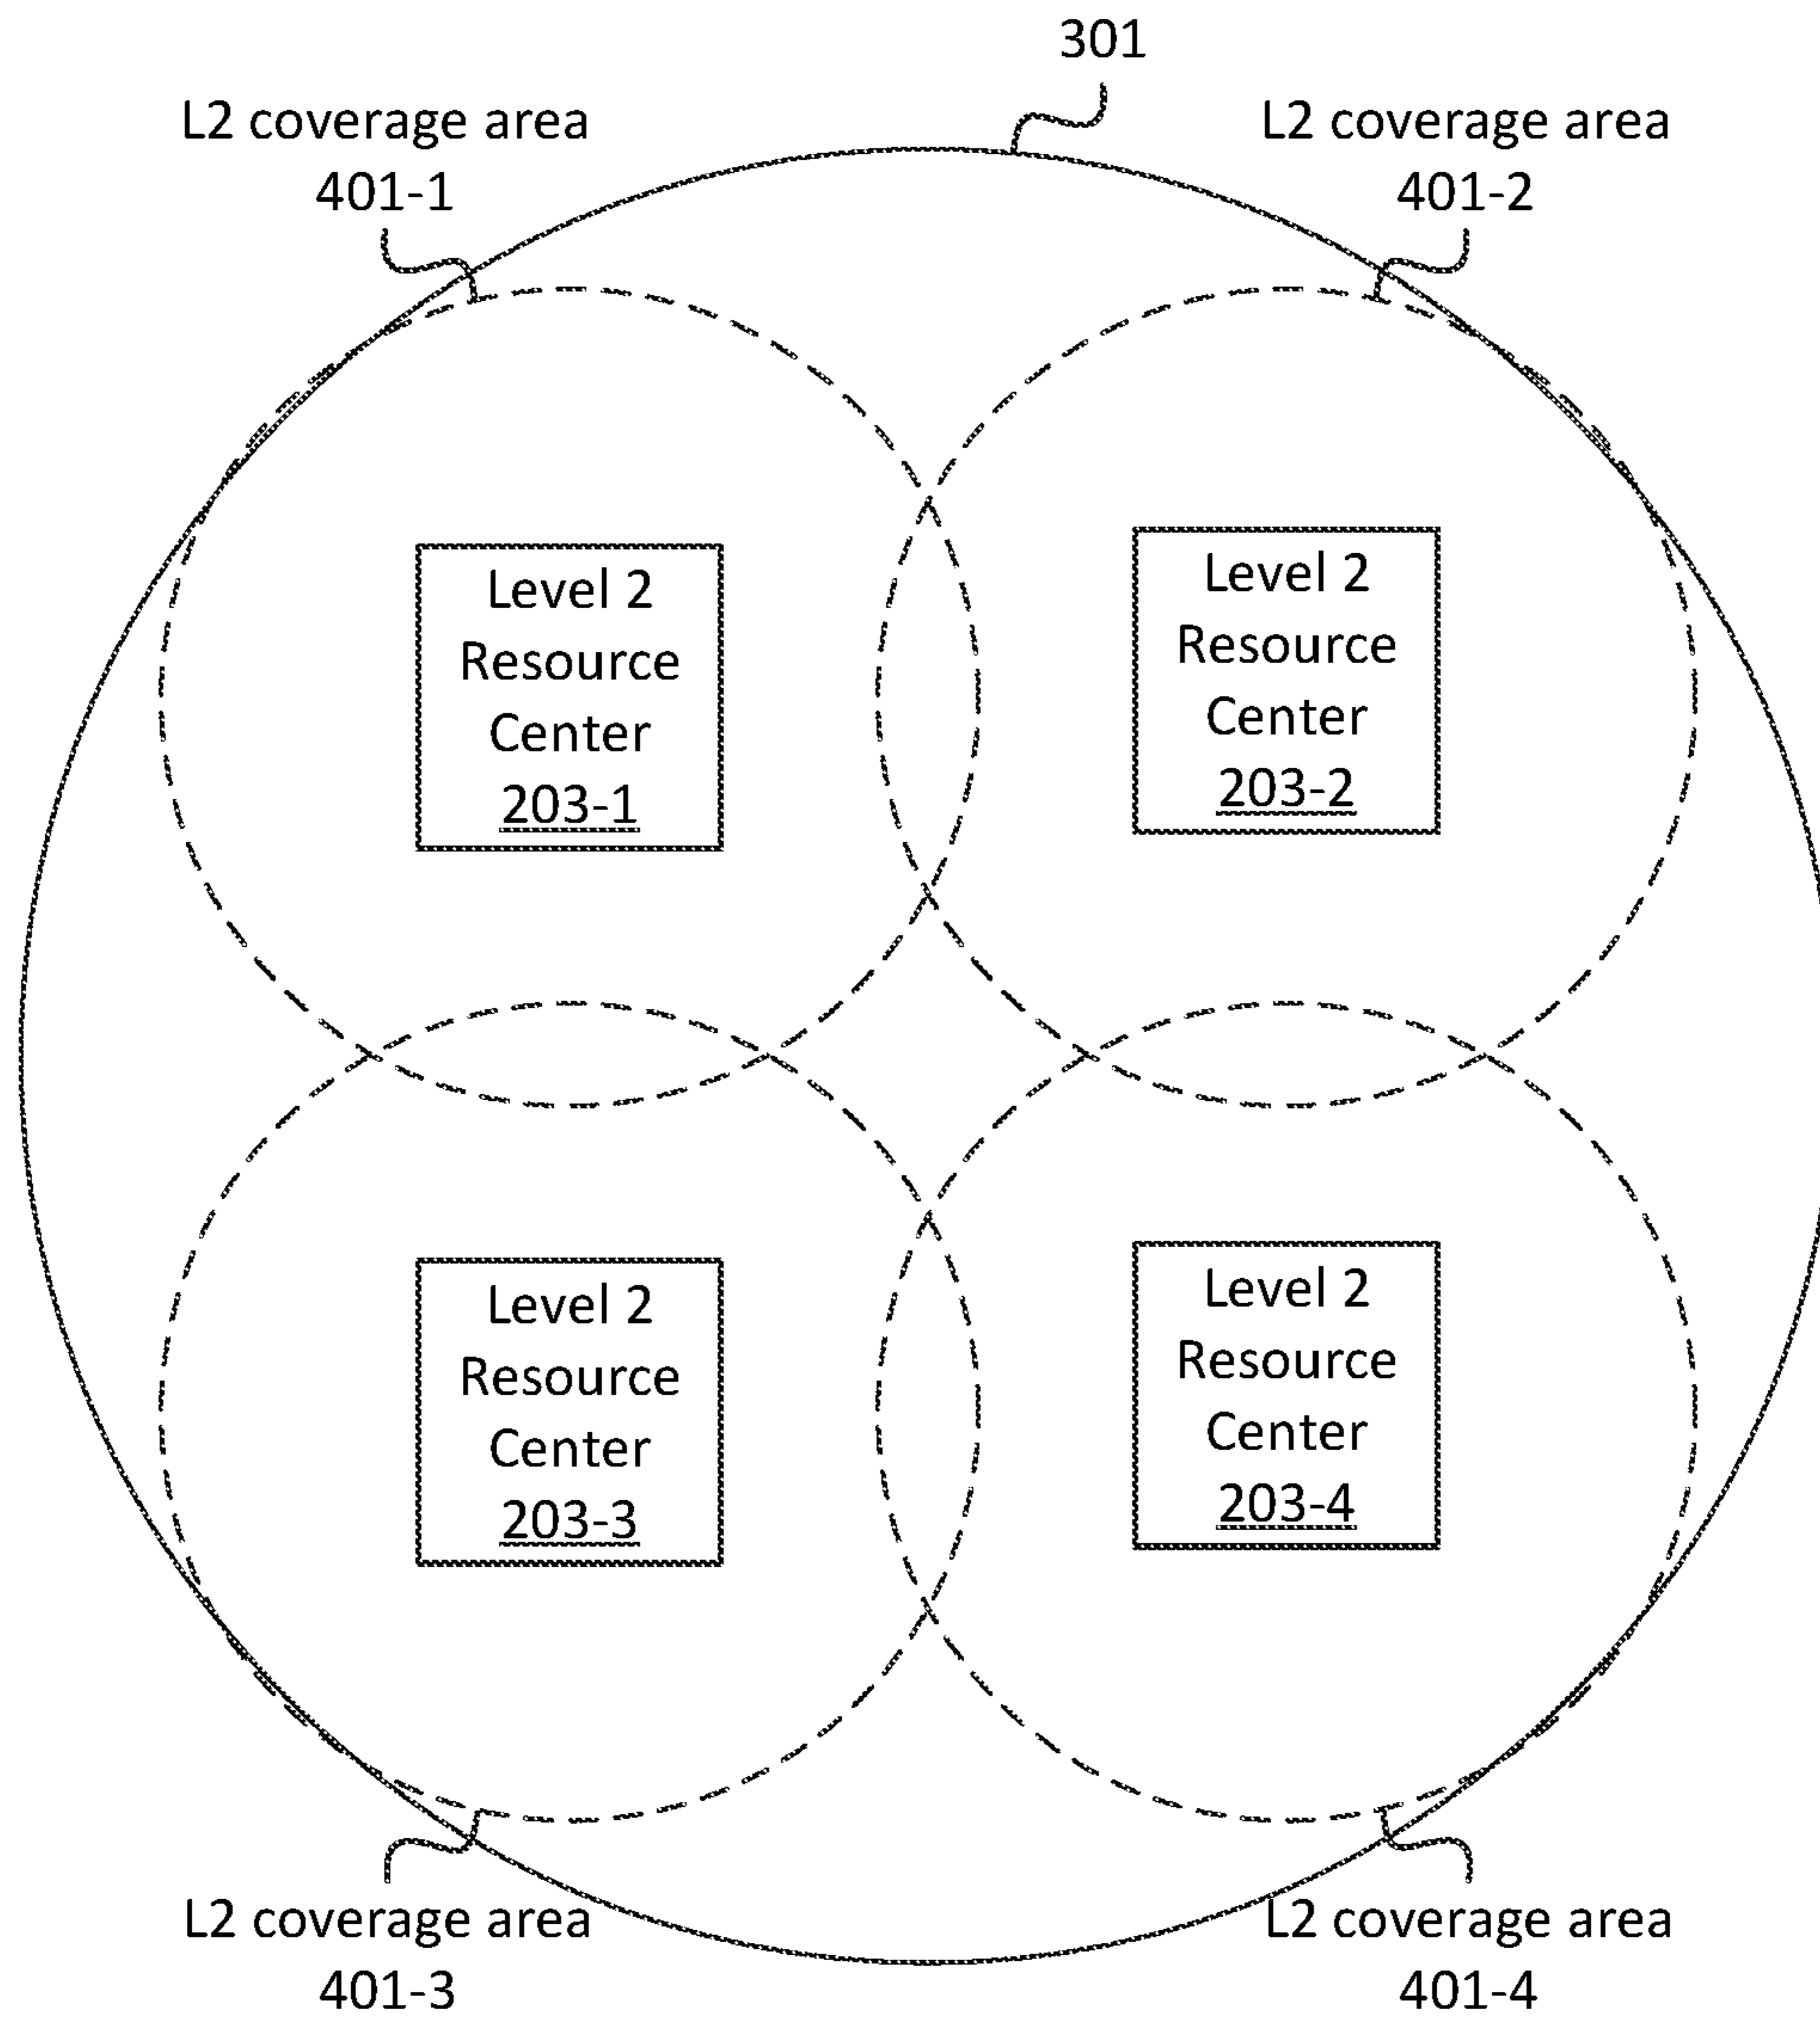 301
L2 coverage area
401-1
L2 coverage area
401-2
Level 2
Resource
Center
203-1
Level 2
Resource
Center
203-2
Level 2
Resource
Center
203-3
Level 2
Resource
Center
203-4
L2 coverage area
401-3
L2 coverage area
401-4